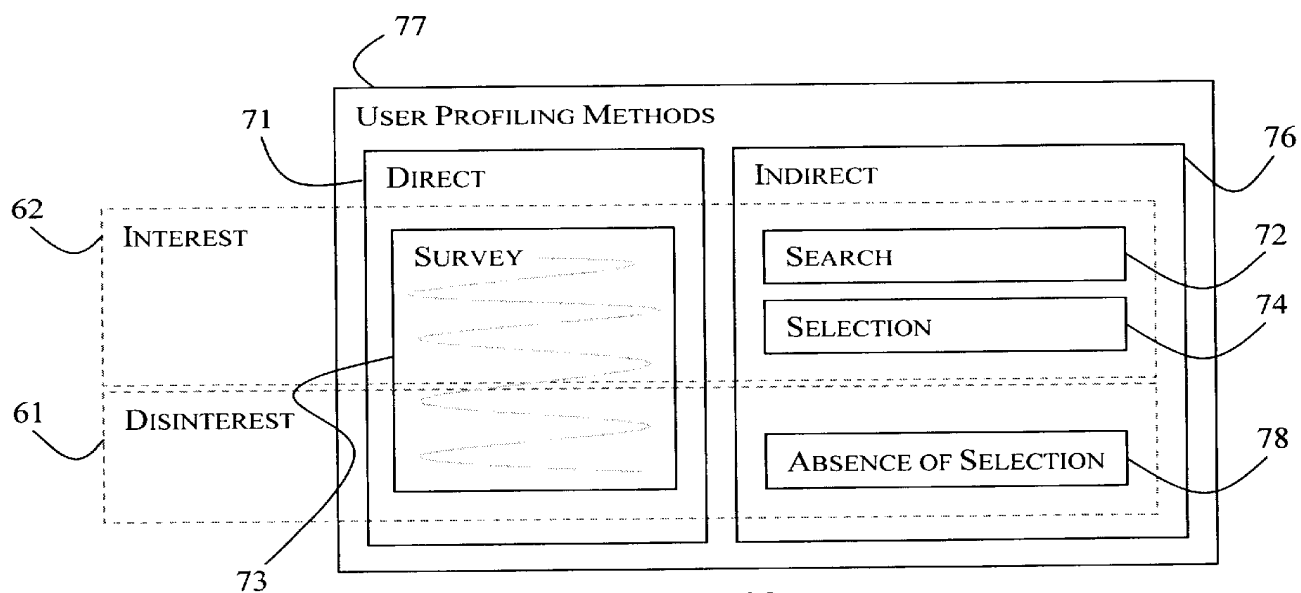 77
USER PROFILING METHODS
71
76
DIRECT
INDIRECT
62
INTEREST
SURVEY
SEARCH
72
SELECTION
74
61
DISINTEREST
ABSENCE OF SELECTION
78
73